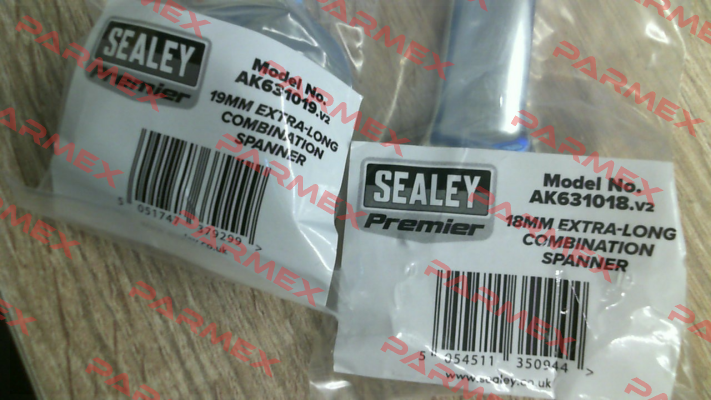 SEALEY
Premier
Model No.
AK631019.V2
19MM EXTRA-LONG
COMBINATION
SPANNER
SEALEY
Premier
Model No.
AK631018.V2
18MM EXTRA-LONG
COMBINATION
SPANNER
5 054511 350944 >
www.sealey.co.uk
PARMEX